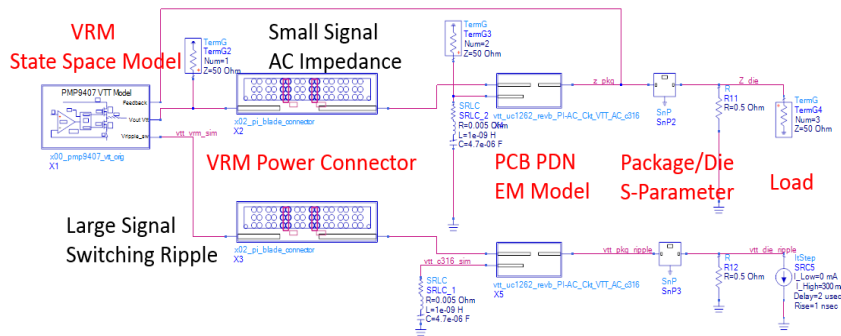 VRM
State Space Model
TermG
TermG2
Num=1
Z=50 Ohm
Small Signal
AC Impedance
TermG
TermG3
Num=2
Z=50 Ohm
PMP9407 VTT Model
Feedback
Vout Vtt
Vripple_sw
x00_pmp9407_vtt_orig
X1
vtt_vrm_sim
x02_pi_blade_connector
X2
SRLC
SRLC_2
R=0.005 Ohm
L=1e-09 H
C=4.7e-06 F
z_pkg
vtt_uc1262_revb_PI-AC_Ckt_VTT_AC_c316
SnP
SnP2
Z_die
R
R11
R=0.5 Ohm
TermG
TermG4
Num=3
Z=50 Ohm
VRM Power Connector
PCB PDN
EM Model
Package/Die
S-Parameter
Load
Large Signal
Switching Ripple
x02_pi_blade_connector
X3
vtt_c316_sim
SRLC
SRLC_1
R=0.005 Ohm
L=1e-09 H
C=4.7e-06 F
vtt_pkg_ripple
vtt_uc1262_revb_PI-AC_Ckt_VTT_AC_c316
X5
SnP
SnP3
vtt_die_ripple
R
R12
R=0.5 Ohm
ItStep
SRC5
I_Low=0 mA
I_High=300 m
Delay=2 usec
Rise=1 nsec